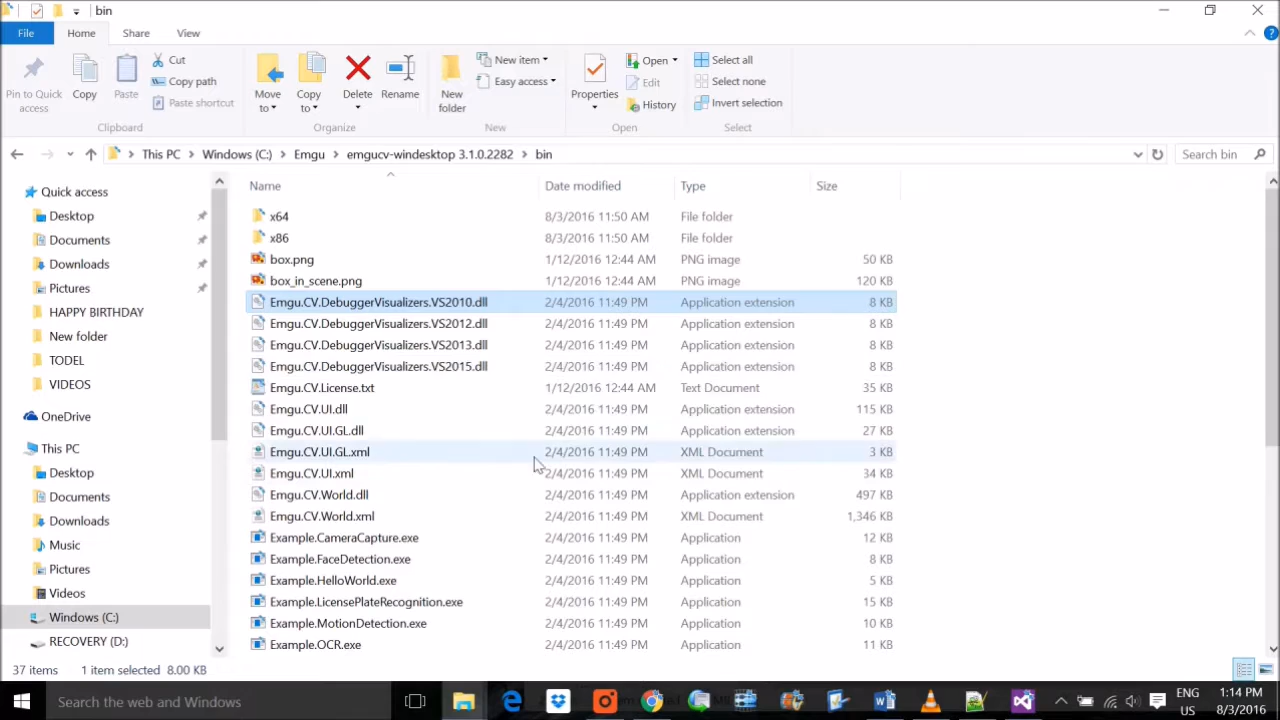 bin
File Home Share View
Pin to Quick access
Copy
Paste
Cut
Copy path
Paste shortcut
Clipboard
Move to
Copy to
Delete
Rename
Organize
New folder
New item
Easy access
New
Properties
Open
Edit
History
Open
Select all
Select none
Invert selection
Select
This PC Windows (C:) Emgu emgucv-windesktop 3.1.0.2282 bin
Search bin
Quick access
Desktop
Documents
Downloads
Pictures
HAPPY BIRTHDAY
New folder
TODEL
VIDEOS
OneDrive
This PC
Desktop
Documents
Downloads
Music
Pictures
Videos
Windows (C:)
RECOVERY (D:)
Name Date modified Type Size
x64 8/3/2016 11:50 AM File folder
x86 8/3/2016 11:50 AM File folder
box.png 1/12/2016 12:44 AM PNG image 50 KB
box_in_scene.png 1/12/2016 12:44 AM PNG image 120 KB
Emgu.CV.DebuggerVisualizers.VS2010.dll 2/4/2016 11:49 PM Application extension 8 KB
Emgu.CV.DebuggerVisualizers.VS2012.dll 2/4/2016 11:49 PM Application extension 8 KB
Emgu.CV.DebuggerVisualizers.VS2013.dll 2/4/2016 11:49 PM Application extension 8 KB
Emgu.CV.DebuggerVisualizers.VS2015.dll 2/4/2016 11:49 PM Application extension 8 KB
Emgu.CV.License.txt 1/12/2016 12:44 AM Text Document 35 KB
Emgu.CV.UI.dll 2/4/2016 11:49 PM Application extension 115 KB
Emgu.CV.UI.GL.dll 2/4/2016 11:49 PM Application extension 27 KB
Emgu.CV.UI.GL.xml 2/4/2016 11:49 PM XML Document 3 KB
Emgu.CV.UI.xml 2/4/2016 11:49 PM XML Document 34 KB
Emgu.CV.World.dll 2/4/2016 11:49 PM Application extension 497 KB
Emgu.CV.World.xml 2/4/2016 11:49 PM XML Document 1,346 KB
Example.CameraCapture.exe 2/4/2016 11:49 PM Application 12 KB
Example.FaceDetection.exe 2/4/2016 11:49 PM Application 8 KB
Example.HelloWorld.exe 2/4/2016 11:49 PM Application 5 KB
Example.LicensePlateRecognition.exe 2/4/2016 11:49 PM Application 15 KB
Example.MotionDetection.exe 2/4/2016 11:49 PM Application 10 KB
Example.OCR.exe 2/4/2016 11:49 PM Application 11 KB
37 items 1 item selected 8.00 KB
Search the web and Windows
ENG
US
1:14 PM
8/3/2016